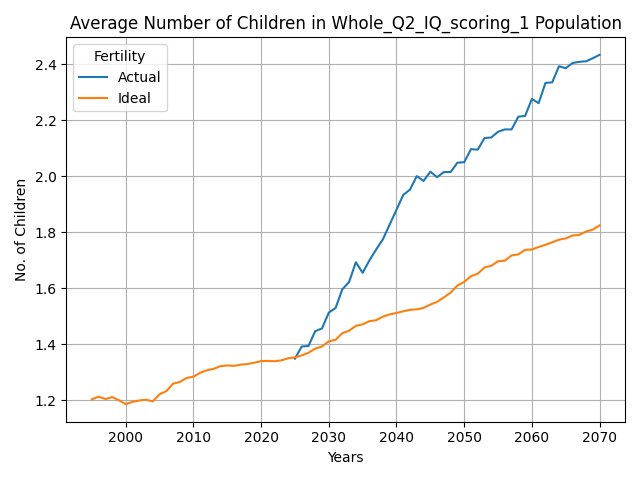 Average Number of Children in Whole_Q2_IQ_scoring_1 Population
Fertility
Actual
Ideal
No. of Children
2.4
2.2
2.0
1.8
1.6
1.4
1.2
2000 2010 2020 2030 2040 2050 2060 2070
Years